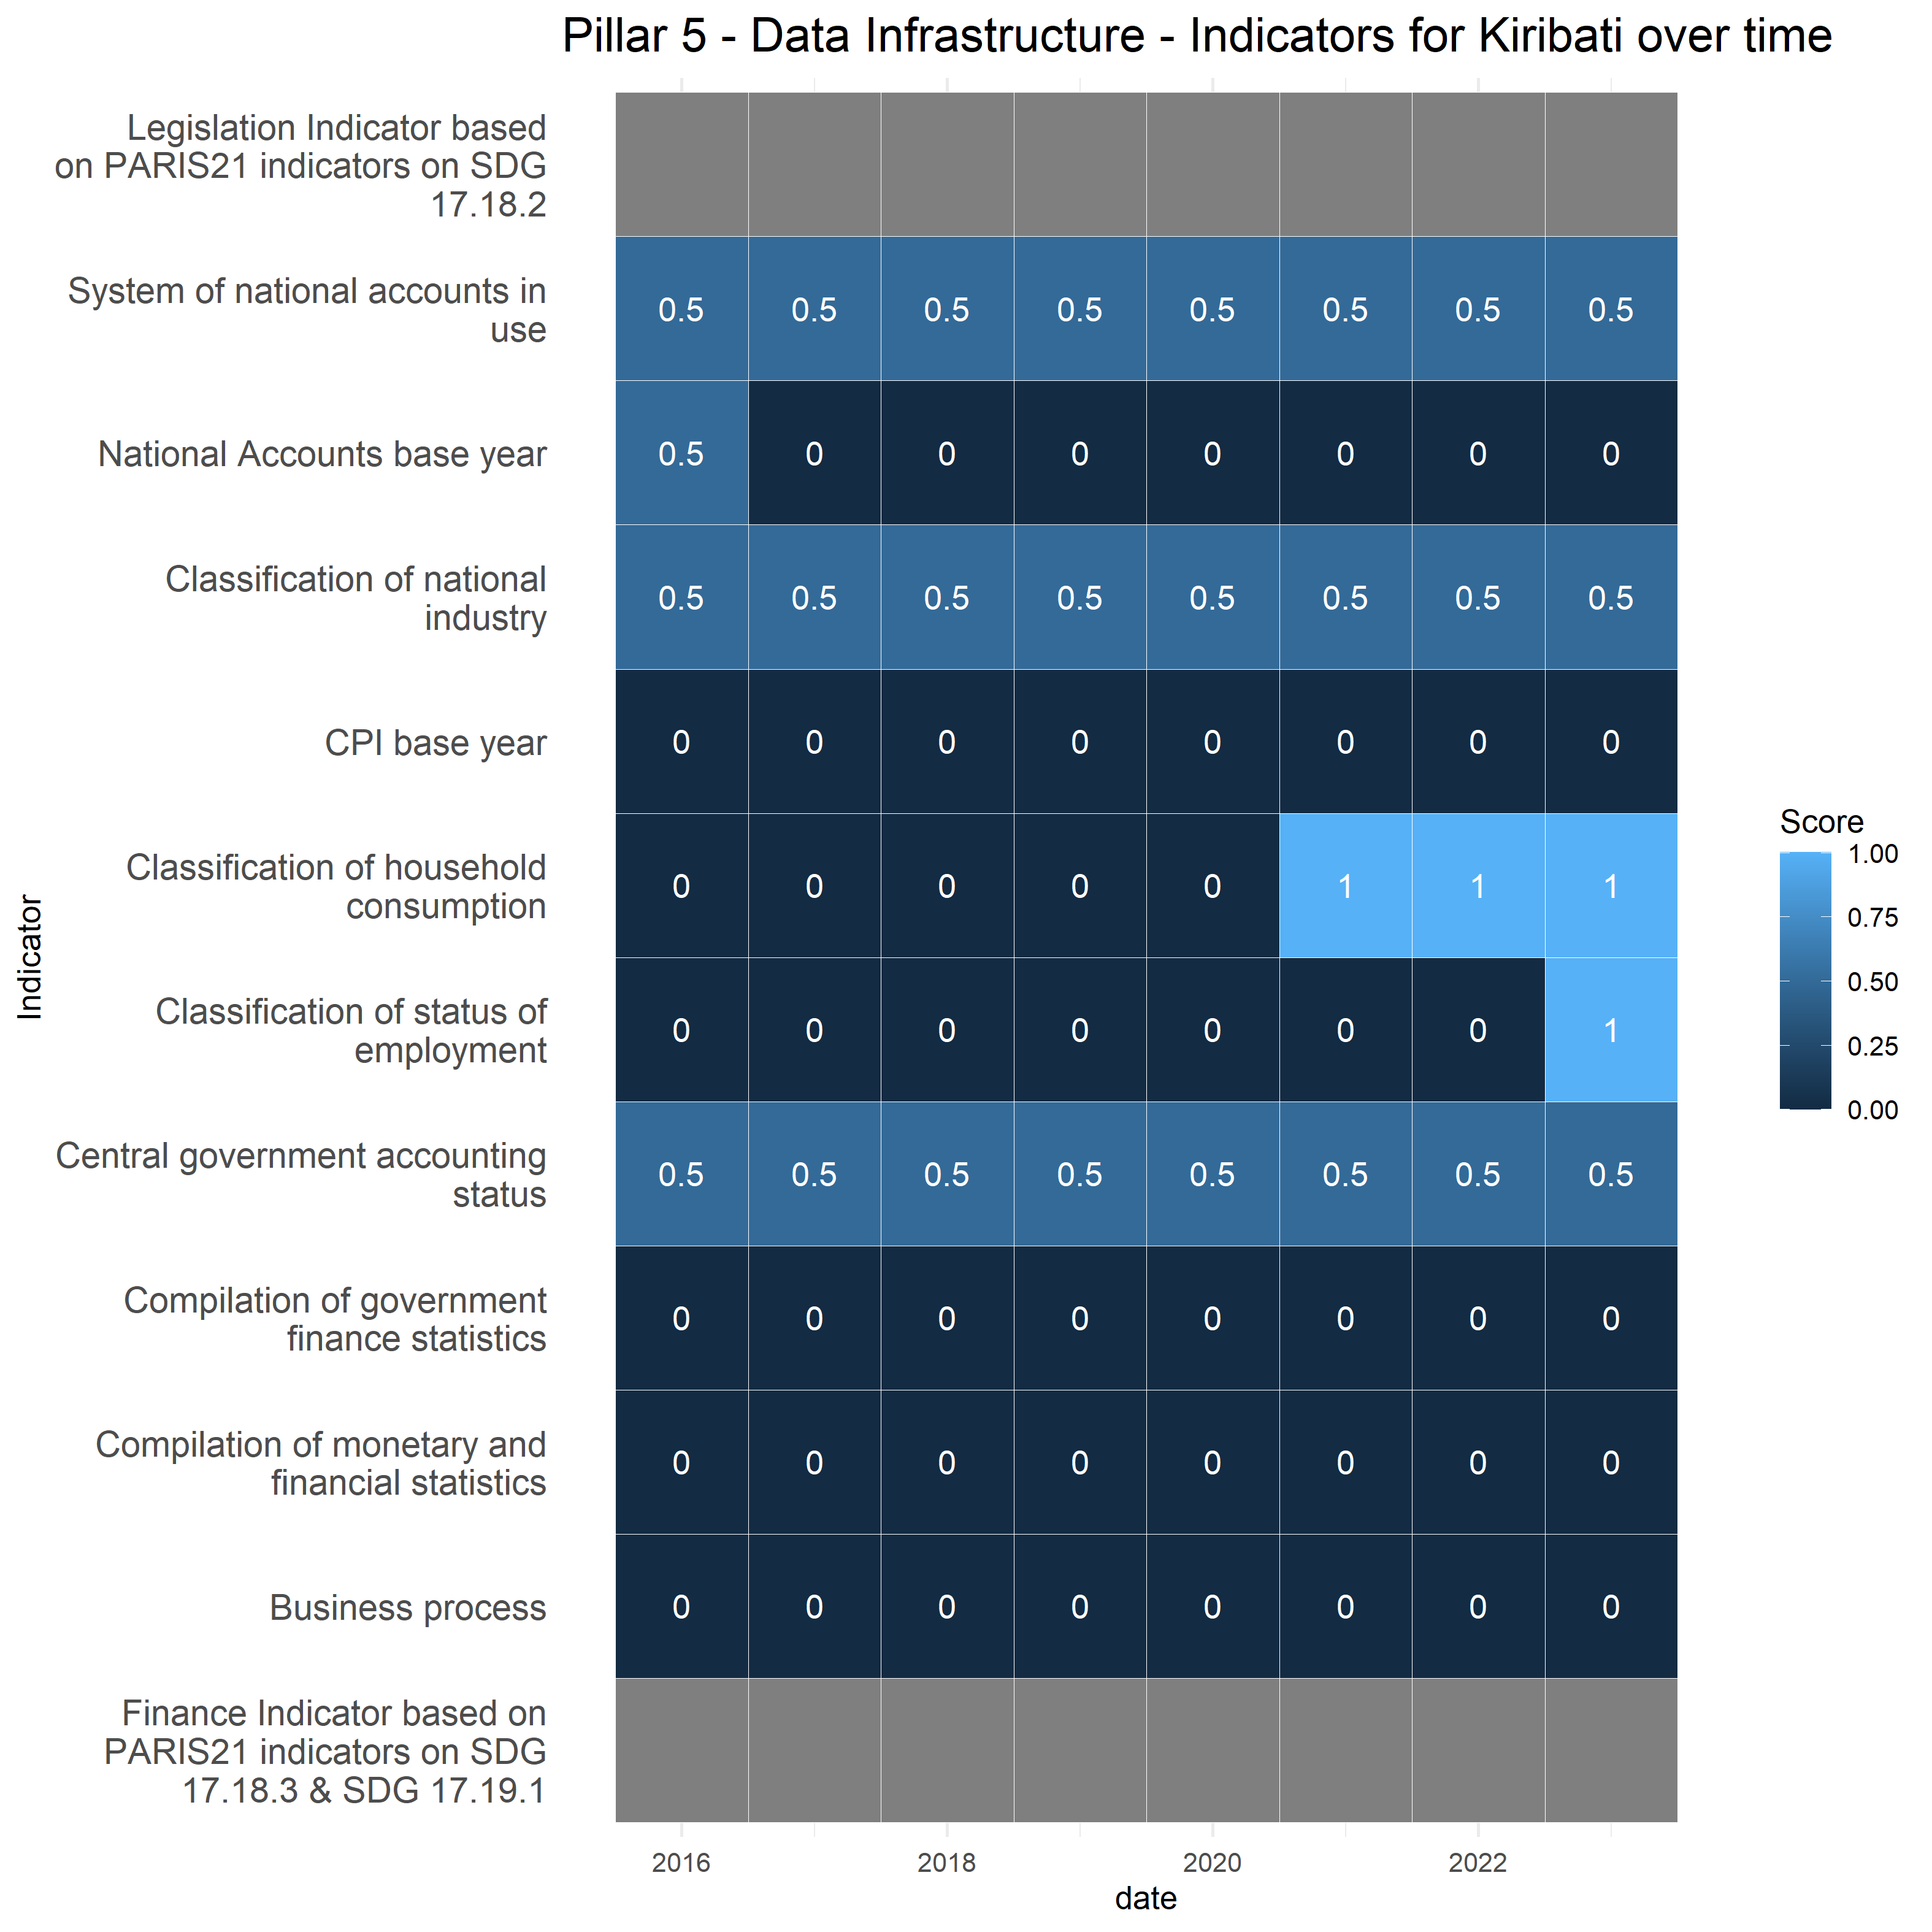 Pillar 5 - Data Infrastructure - Indicators for Kiribati over time
Indicator
Legislation Indicator based
on PARIS21 indicators on SDG
17.18.2
System of national accounts in
use
0.5 0.5 0.5 0.5 0.5 0.5 0.5 0.5
National Accounts base year
0.5 0 0 0 0 0 0 0
Classification of national
industry
0.5 0.5 0.5 0.5 0.5 0.5 0.5 0.5
CPI base year
0 0 0 0 0 0 0 0
Classification of household
consumption
0 0 0 0 0 1 1 1
Classification of status of
employment
0 0 0 0 0 0 0 1
Central government accounting
status
0.5 0.5 0.5 0.5 0.5 0.5 0.5 0.5
Compilation of government
finance statistics
0 0 0 0 0 0 0 0
Compilation of monetary and
financial statistics
0 0 0 0 0 0 0 0
Business process
0 0 0 0 0 0 0 0
Finance Indicator based on
PARIS21 indicators on SDG
17.18.3 & SDG 17.19.1
2016 2018 2020 2022
date
Score
1.00
0.75
0.50
0.25
0.00